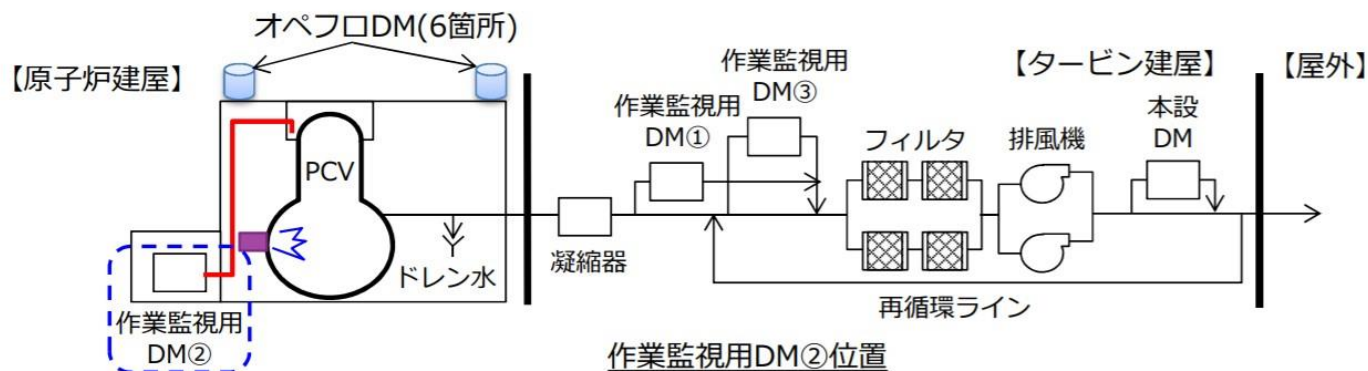 オペフロDM(6箇所)
【原子炉建屋】
【タービン建屋】
【屋外】
作業監視用
DM③
作業監視用
DM①
フィルタ
排風機
本設
DM
PCV
ドレン水
凝縮器
再循環ライン
作業監視用
DM②
作業監視用DM②位置